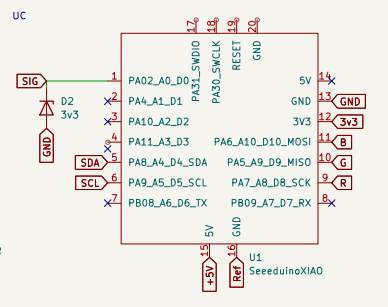 UC
17 18 19 20
PA31_SWDIO PA30_SWCLK RESET GND
SIG 1 PA02_A0_D0 5V 14
D2 2 PA4_A1_D1 GND 13 GND
3v3 3 PA10_A2_D2 3V3 12 3v3
GND 4 PA11_A3_D3 PA6_A10_D10_MOSI 11 B
SDA 5 PA8_A4_D4_SDA PA5_A9_D9_MISO 10 G
SCL 6 PA9_A5_D5_SCL PA7_A8_D8_SCK 9 R
7 PB08_A6_D6_TX PB09_A7_D7_RX 8
5V GND
15 16
+5V Ref
U1
SeeeduinoXIAO